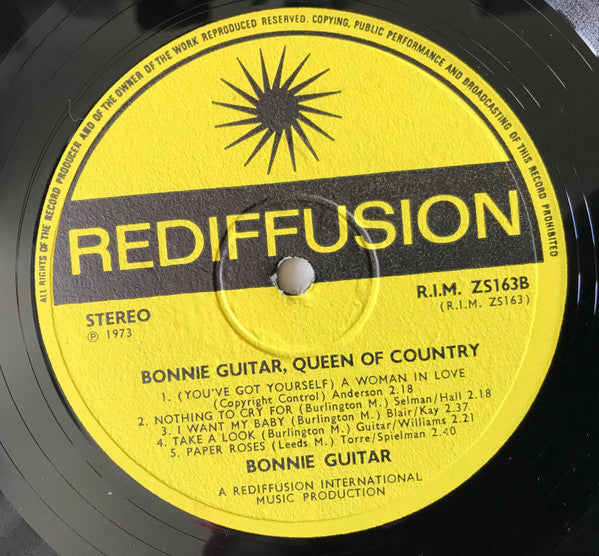 ALL RIGHTS OF THE RECORD PRODUCER AND OF THE OWNER OF THE WORK REPRODUCED RESERVED. COPYING, PUBLIC PERFORMANCE AND BROADCASTING OF THIS RECORD PROHIBITED
REDIFFUSION
STEREO
℗ 1973
R.I.M. ZS163B
(R.I.M. ZS163)
BONNIE GUITAR, QUEEN OF COUNTRY
1. (YOU'VE GOT YOURSELF) A WOMAN IN LOVE
(Copyright Control) Anderson 2.18
2. NOTHING TO CRY FOR (Burlington M.) Selman/Hall 2.18
3. I WANT MY BABY (Burlington M.) Blair/Kay 2.37
4. TAKE A LOOK (Burlington M.) Guitar/Williams 2.21
5. PAPER ROSES (Leeds M.) Torre/Spielman 2.40
BONNIE GUITAR
A REDIFFUSION INTERNATIONAL
MUSIC PRODUCTION